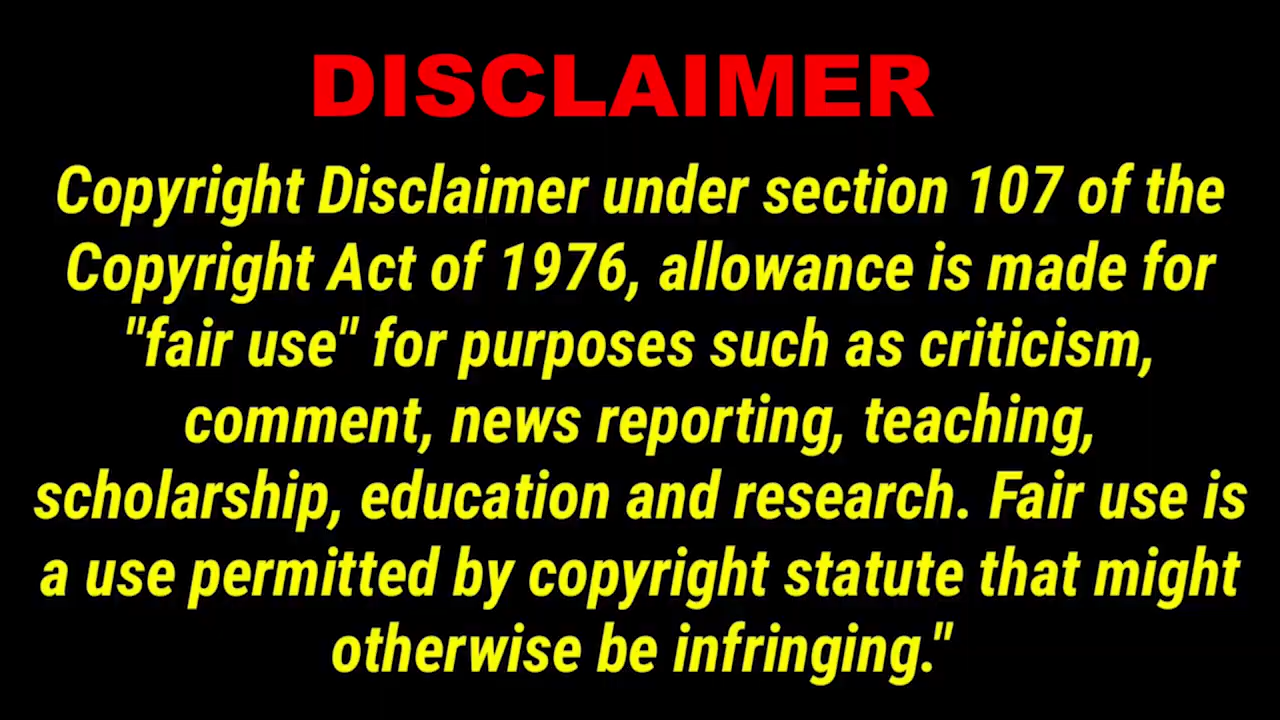 DISCLAIMER
Copyright Disclaimer under section 107 of the
Copyright Act of 1976, allowance is made for
"fair use" for purposes such as criticism,
comment, news reporting, teaching,
scholarship, education and research. Fair use is
a use permitted by copyright statute that might
otherwise be infringing."